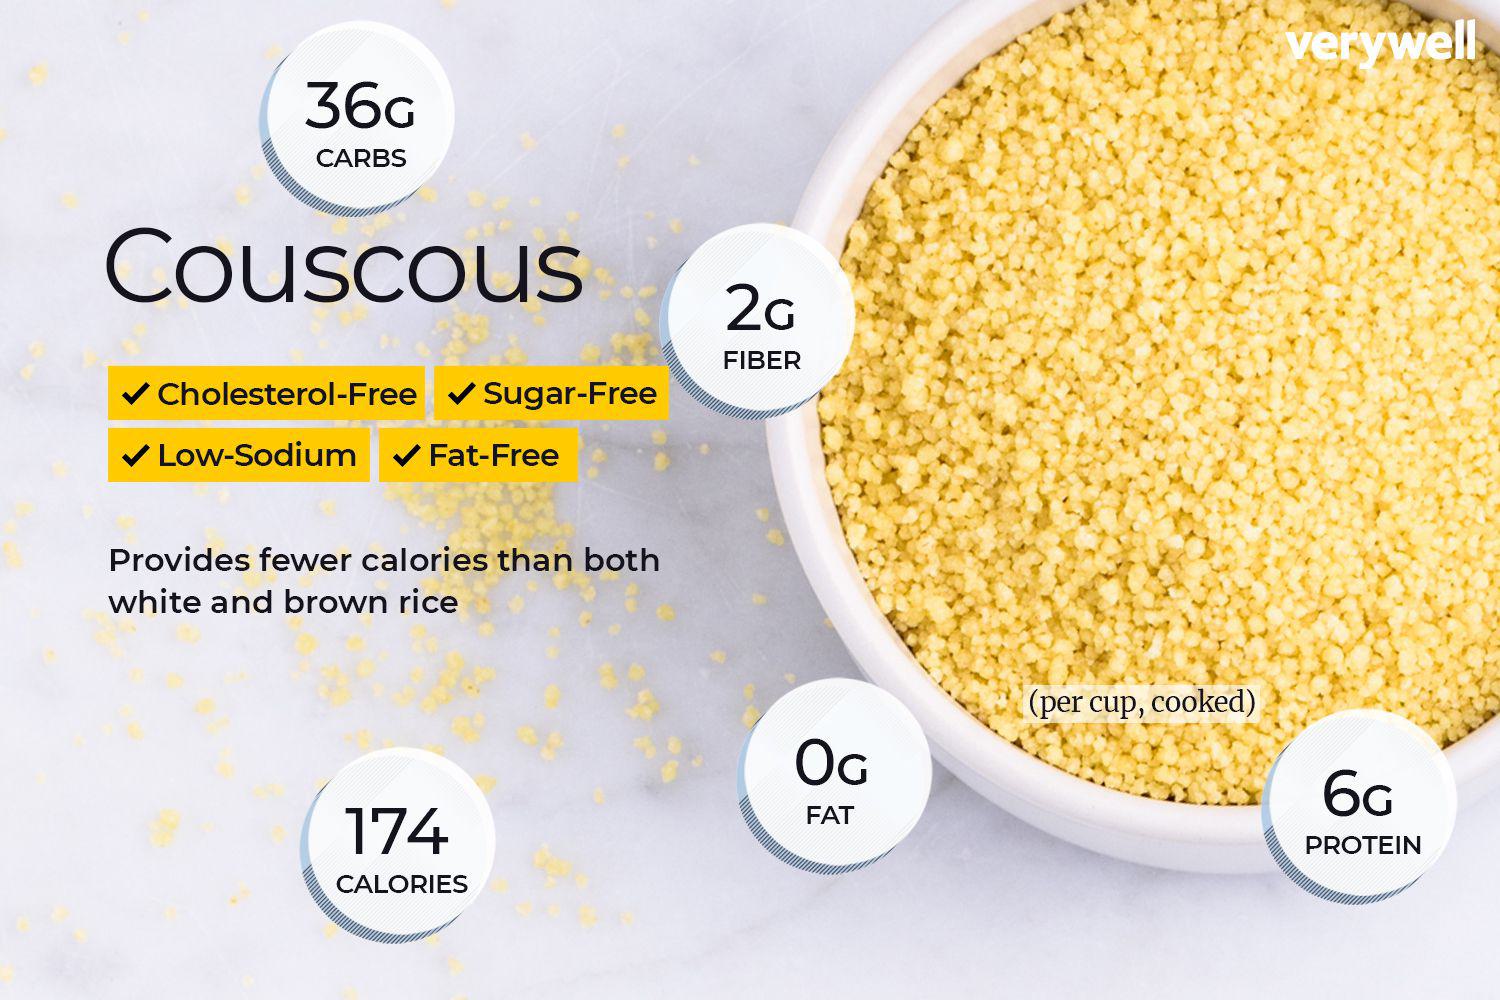 verywell
36G
CARBS
Couscous
2G
FIBER
✓ Cholesterol-Free
✓ Sugar-Free
✓ Low-Sodium
✓ Fat-Free
Provides fewer calories than both
white and brown rice
(per cup, cooked)
0G
FAT
6G
PROTEIN
174
CALORIES